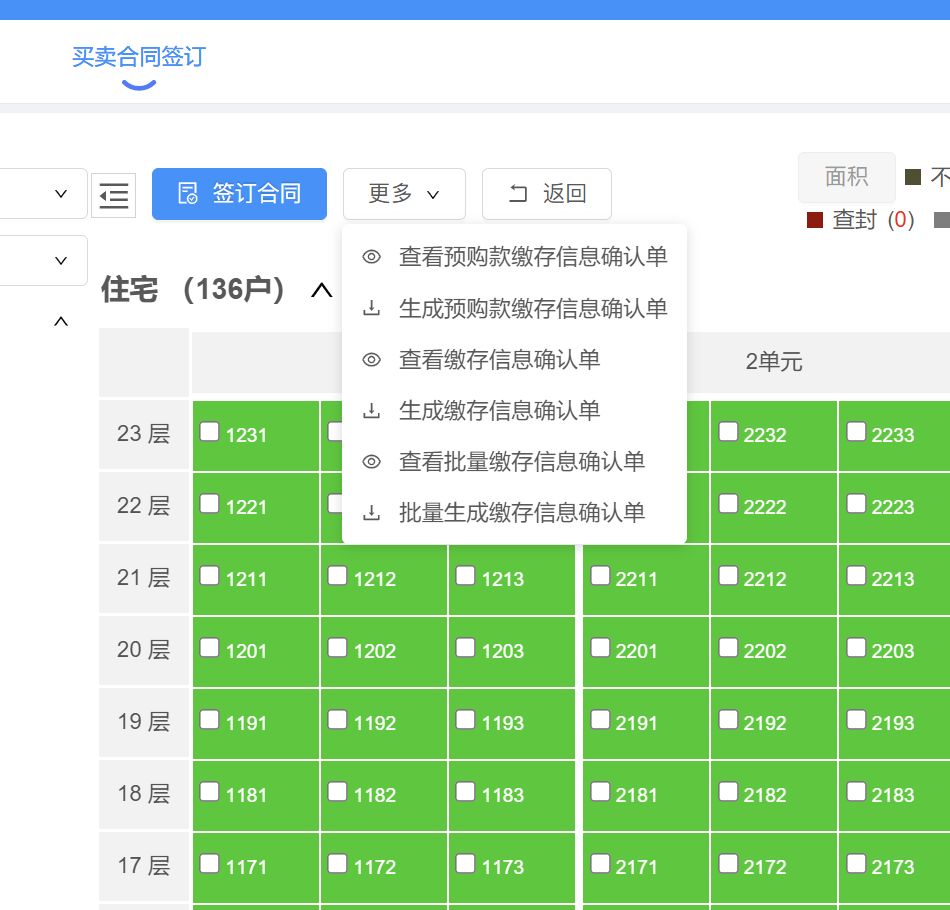 买卖合同签订
签订合同 更多 返回 面积 不
查封 (0)
查看预购款缴存信息确认单
住宅 (136户)
生成预购款缴存信息确认单
查看缴存信息确认单
2单元
生成缴存信息确认单
23 层 1231 2232 2233
查看批量缴存信息确认单
22 层 1221 2222 2223
批量生成缴存信息确认单
21 层 1211 1212 1213 2211 2212 2213
20 层 1201 1202 1203 2201 2202 2203
19 层 1191 1192 1193 2191 2192 2193
18 层 1181 1182 1183 2181 2182 2183
17 层 1171 1172 1173 2171 2172 2173